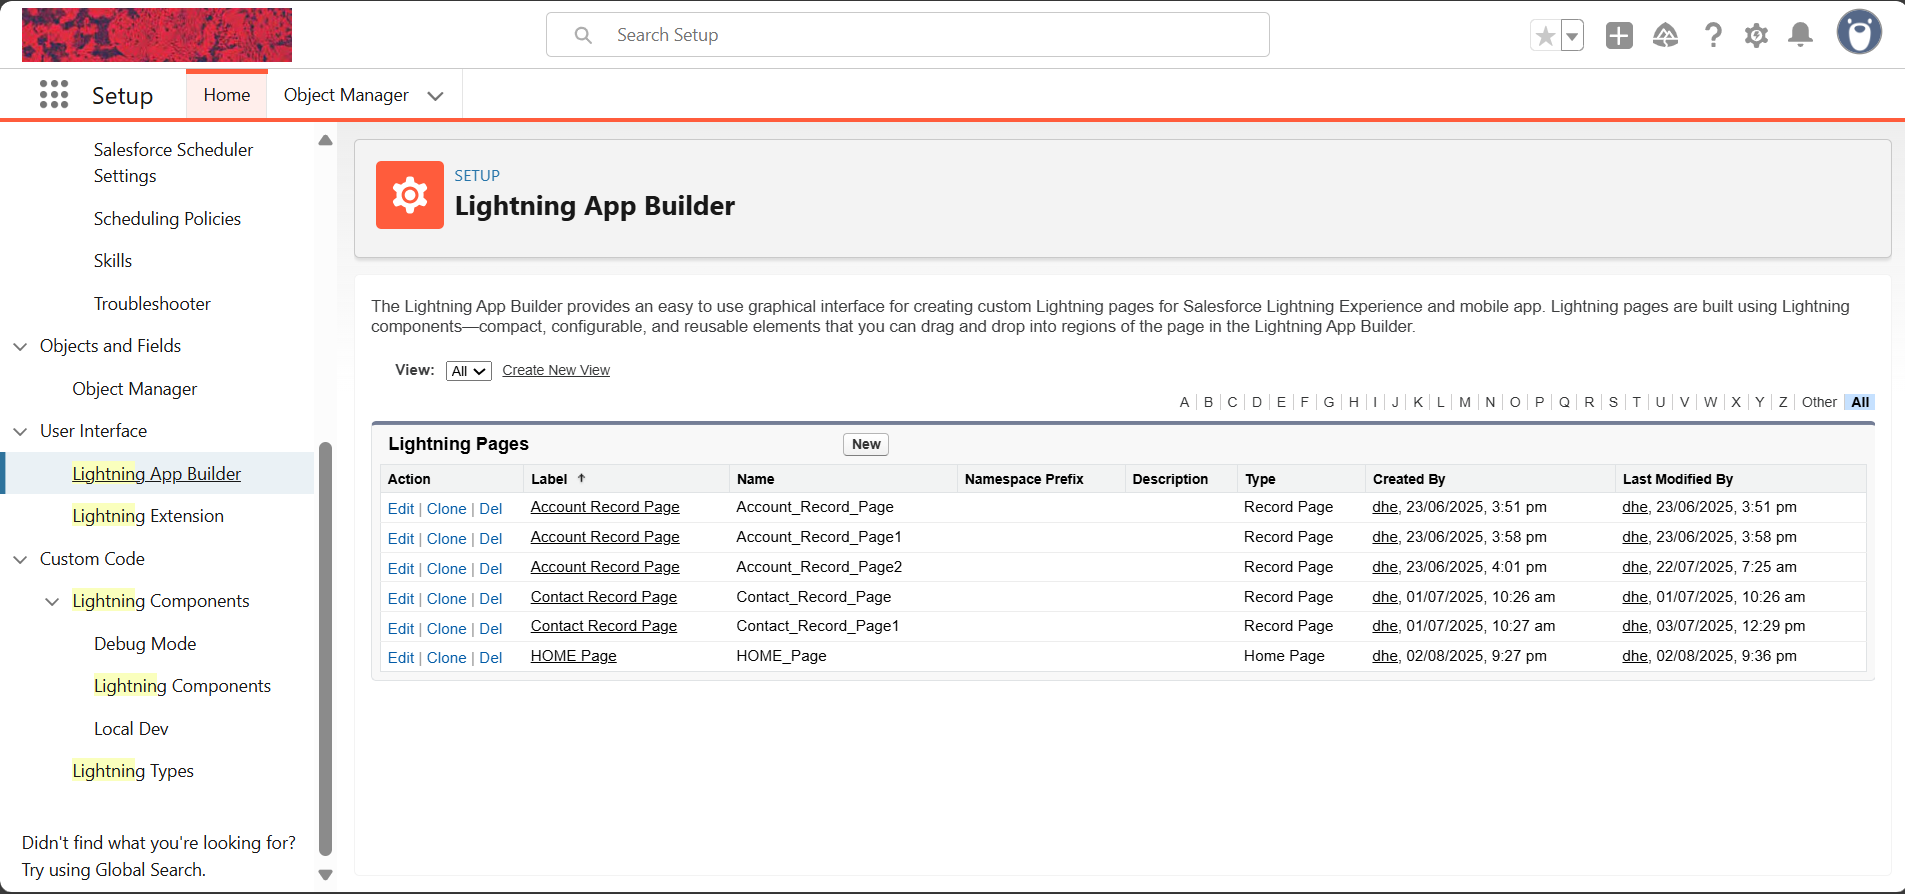 Search Setup
Setup
Home
Object Manager
Salesforce Scheduler
Settings
Scheduling Policies
Skills
Troubleshooter
Objects and Fields
Object Manager
User Interface
Lightning App Builder
Lightning Extension
Custom Code
Lightning Components
Debug Mode
Lightning Components
Local Dev
Lightning Types
Didn't find what you're looking for?
Try using Global Search.
SETUP
Lightning App Builder
The Lightning App Builder provides an easy to use graphical interface for creating custom Lightning pages for Salesforce Lightning Experience and mobile app. Lightning pages are built using Lightning
components—compact, configurable, and reusable elements that you can drag and drop into regions of the page in the Lightning App Builder.
View: All Create New View
A | B | C | D | E | F | G | H | I | J | K | L | M | N | O | P | Q | R | S | T | U | V | W | X | Y | Z | Other All
Lightning Pages New
Action Label ↑ Name Namespace Prefix Description Type Created By Last Modified By
Edit | Clone | Del Account Record Page Account_Record_Page Record Page dhe, 23/06/2025, 3:51 pm dhe, 23/06/2025, 3:51 pm
Edit | Clone | Del Account Record Page Account_Record_Page1 Record Page dhe, 23/06/2025, 3:58 pm dhe, 23/06/2025, 3:58 pm
Edit | Clone | Del Account Record Page Account_Record_Page2 Record Page dhe, 23/06/2025, 4:01 pm dhe, 22/07/2025, 7:25 am
Edit | Clone | Del Contact Record Page Contact_Record_Page Record Page dhe, 01/07/2025, 10:26 am dhe, 01/07/2025, 10:26 am
Edit | Clone | Del Contact Record Page Contact_Record_Page1 Record Page dhe, 01/07/2025, 10:27 am dhe, 03/07/2025, 12:29 pm
Edit | Clone | Del HOME Page HOME_Page Home Page dhe, 02/08/2025, 9:27 pm dhe, 02/08/2025, 9:36 pm